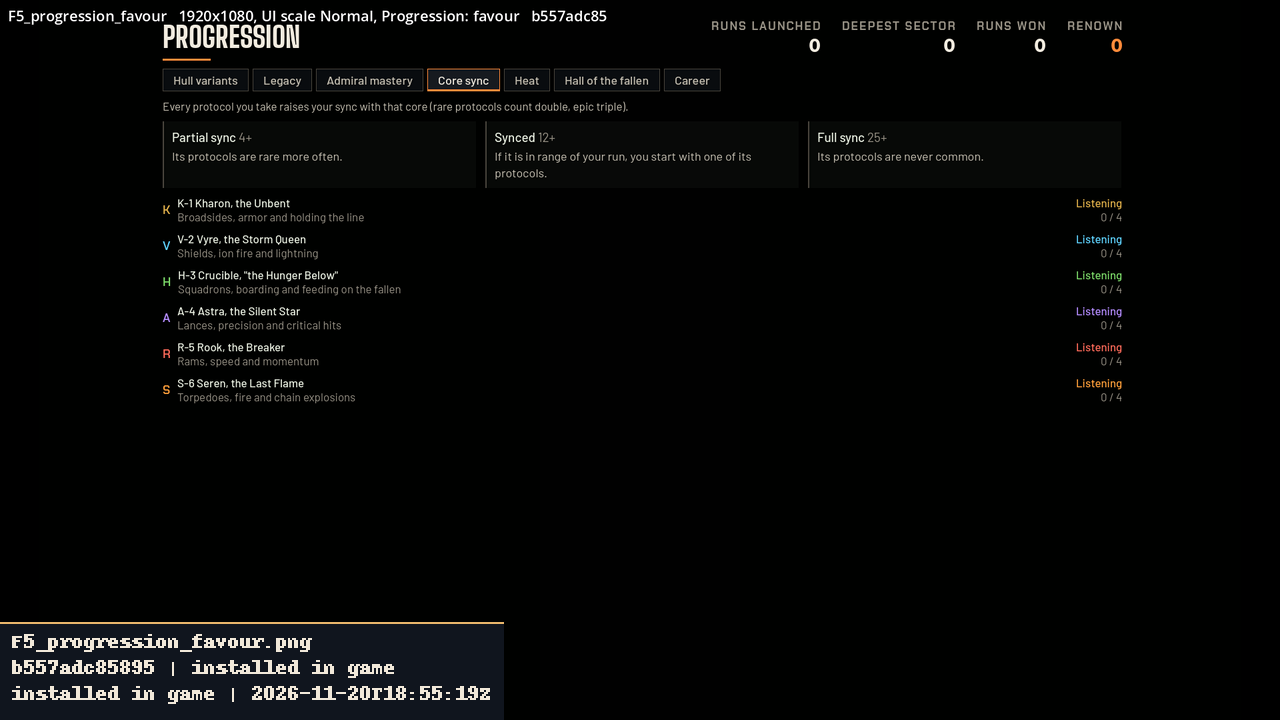 F5_progression_favour 1920x1080, UI scale Normal, Progression: favour b557adc85
PROGRESSION
RUNS LAUNCHED DEEPEST SECTOR RUNS WON RENOWN
0 0 0 0
Hull variants Legacy Admiral mastery Core sync Heat Hall of the fallen Career
Every protocol you take raises your sync with that core (rare protocols count double, epic triple).
Partial sync 4+
Its protocols are rare more often.
Synced 12+
If it is in range of your run, you start with one of its
protocols.
Full sync 25+
Its protocols are never common.
K K-1 Kharon, the Unbent Listening
Broadsides, armor and holding the line 0 / 4
V V-2 Vyre, the Storm Queen Listening
Shields, ion fire and lightning 0 / 4
H H-3 Crucible, "the Hunger Below" Listening
Squadrons, boarding and feeding on the fallen 0 / 4
A A-4 Astra, the Silent Star Listening
Lances, precision and critical hits 0 / 4
R R-5 Rook, the Breaker Listening
Rams, speed and momentum 0 / 4
S S-6 Seren, the Last Flame Listening
Torpedoes, fire and chain explosions 0 / 4
F5_progression_favour.png
b557adc85895 | installed in game
installed in game | 2026-11-20T18:55:19Z